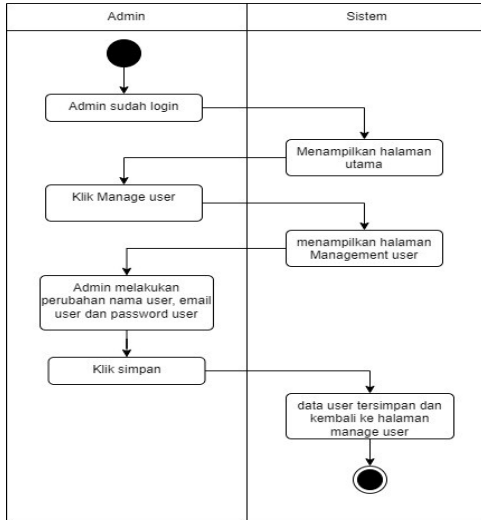 Admin
Sistem
Admin sudah login
Menampilkan halaman
utama
Klik Manage user
menampilkan halaman
Management user
Admin melakukan
perubahan nama user, email
user dan password user
Klik simpan
data user tersimpan dan
kembali ke halaman
manage user